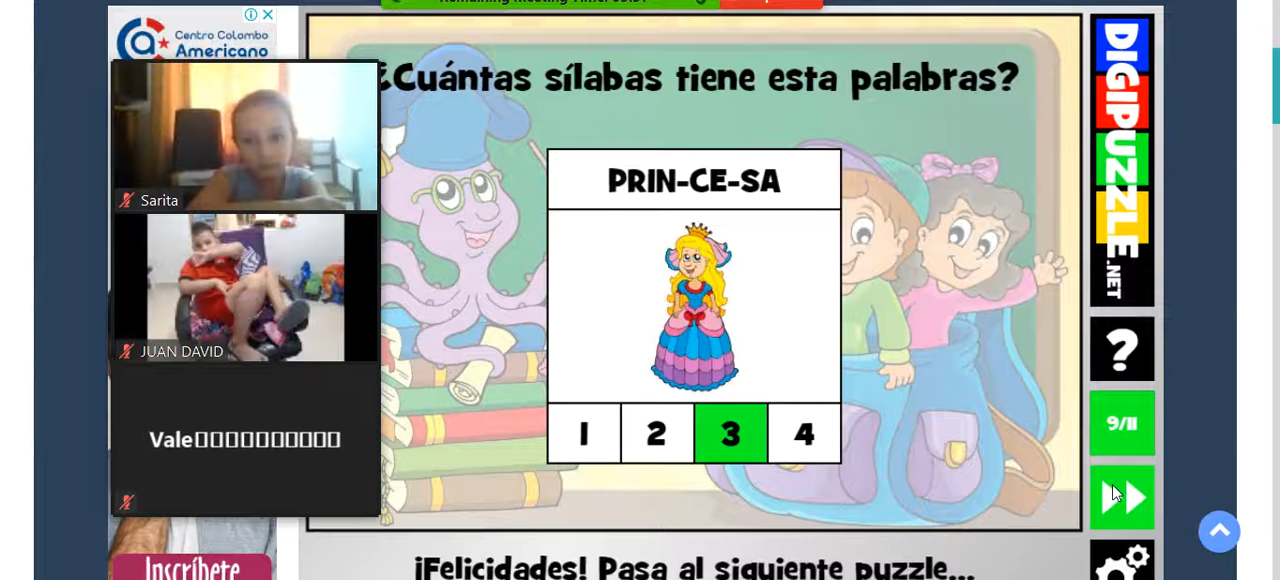 Centro Colombo
Americano
¿Cuántas sílabas tiene esta palabras?
Sarita
JUAN DAVID
Vale
PRIN-CE-SA
1 2 3 4
DIGIPUZZLE.NET
?
9/11
¡Felicidades! Pasa al siguiente puzzle...
Inscríbete